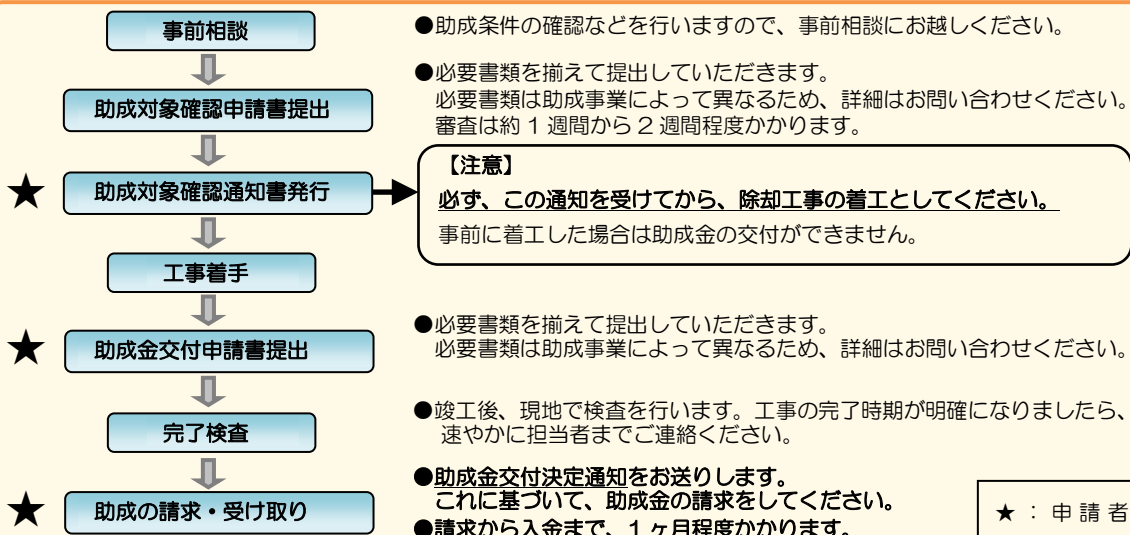 事前相談
●助成条件の確認などを行いますので、事前相談にお越しください。
助成対象確認申請書提出
●必要書類を揃えて提出していただきます。
必要書類は助成事業によって異なるため、詳細はお問い合わせください。
審査は約1週間から2週間程度かかります。
★ 助成対象確認通知書発行
【注意】
必ず、この通知を受けてから、除却工事の着工としてください。
事前に着工した場合は助成金の交付ができません。
工事着手
★ 助成金交付申請書提出
●必要書類を揃えて提出していただきます。
必要書類は助成事業によって異なるため、詳細はお問い合わせください。
完了検査
●竣工後、現地で検査を行います。工事の完了時期が明確になりましたら、
速やかに担当者までご連絡ください。
★ 助成の請求・受け取り
●助成金交付決定通知をお送りします。
これに基づいて、助成金の請求をしてください。
●請求から入金まで、1ヶ月程度かかります。
★：申請者